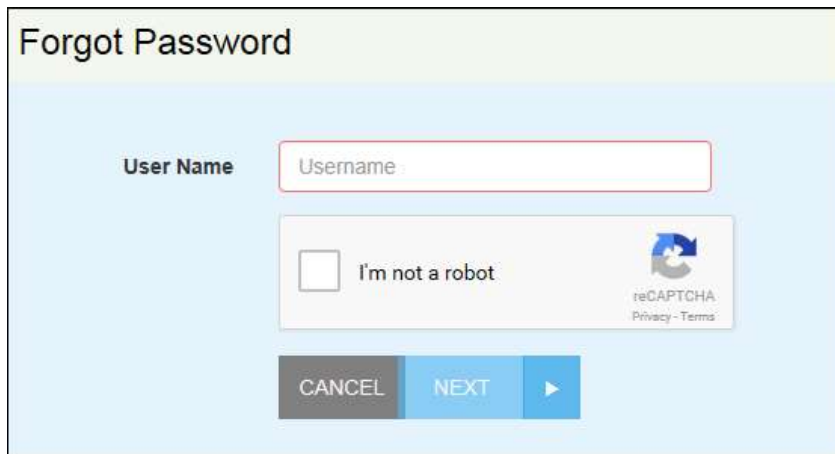 Forgot Password
User Name
Username
I'm not a robot
reCAPTCHA
Privacy - Terms
CANCEL
NEXT